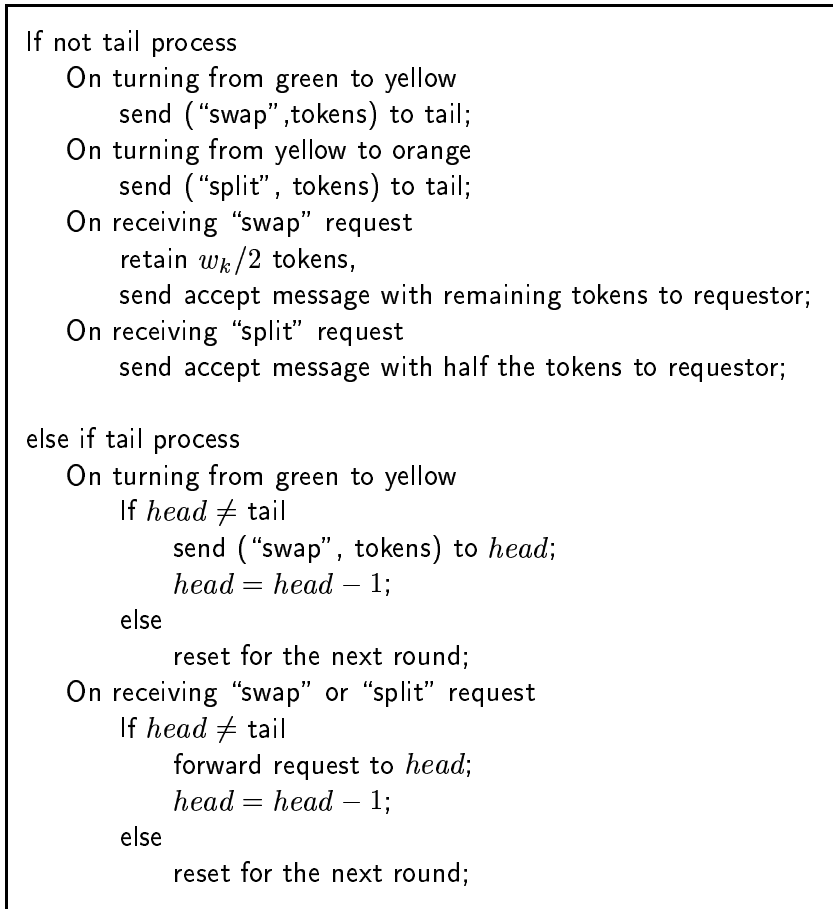 If not tail process
On turning from green to yellow
send (“swap”,tokens) to tail;
On turning from yellow to orange
send (“split”, tokens) to tail;
On receiving “swap” request
retain w_k/2 tokens,
send accept message with remaining tokens to requestor;
On receiving “split” request
send accept message with half the tokens to requestor;
else if tail process
On turning from green to yellow
If head ≠ tail
send (“swap”, tokens) to head;
head = head − 1;
else
reset for the next round;
On receiving “swap” or “split” request
If head ≠ tail
forward request to head;
head = head − 1;
else
reset for the next round;